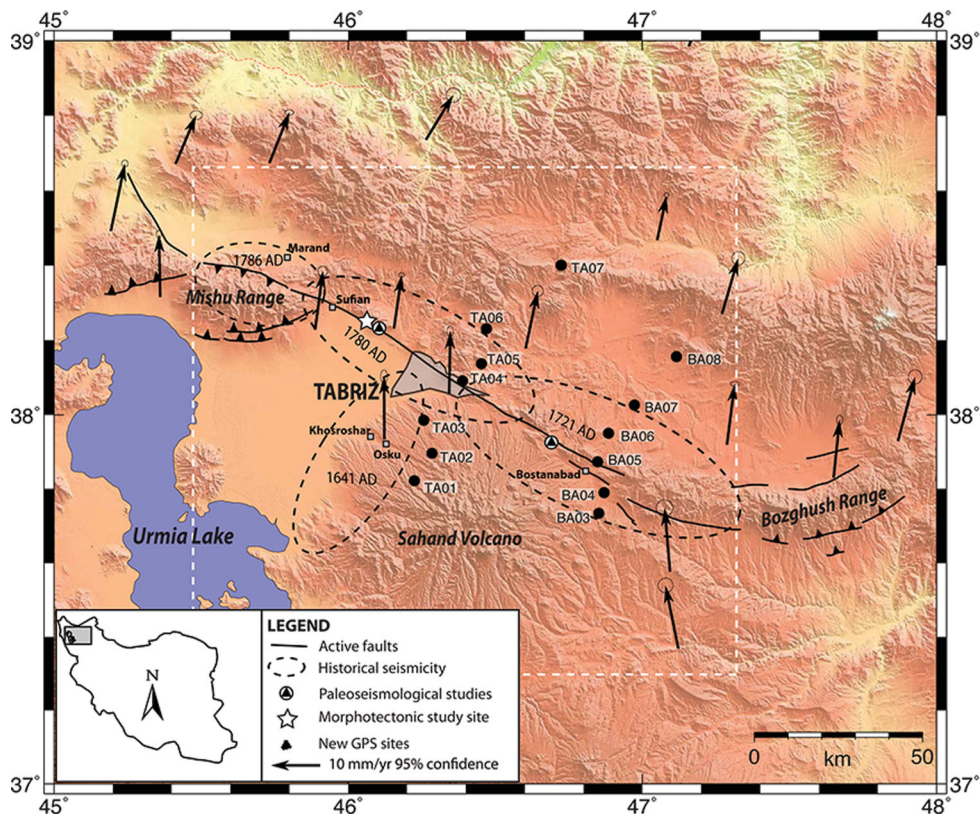 45°
46°
47°
48°
39°
39°
Marand
1786 AD
TA07
Mishu Range
Sufian
TA06
1780 AD
TA05
BA08
TA04
TABRIZ
38°
38°
BA07
TA03
1721 AD
Khosroshar
BA06
Osku
TA02
BA05
Bostanabad
1641 AD
TA01
BA04
Bozghush Range
BA03
Urmia Lake
Sahand Volcano
LEGEND
Active faults
Historical seismicity
N
Paleoseismological studies
Morphotectonic study site
New GPS sites
10 mm/yr 95% confidence
0
50
km
37°
37°
45°
46°
47°
48°